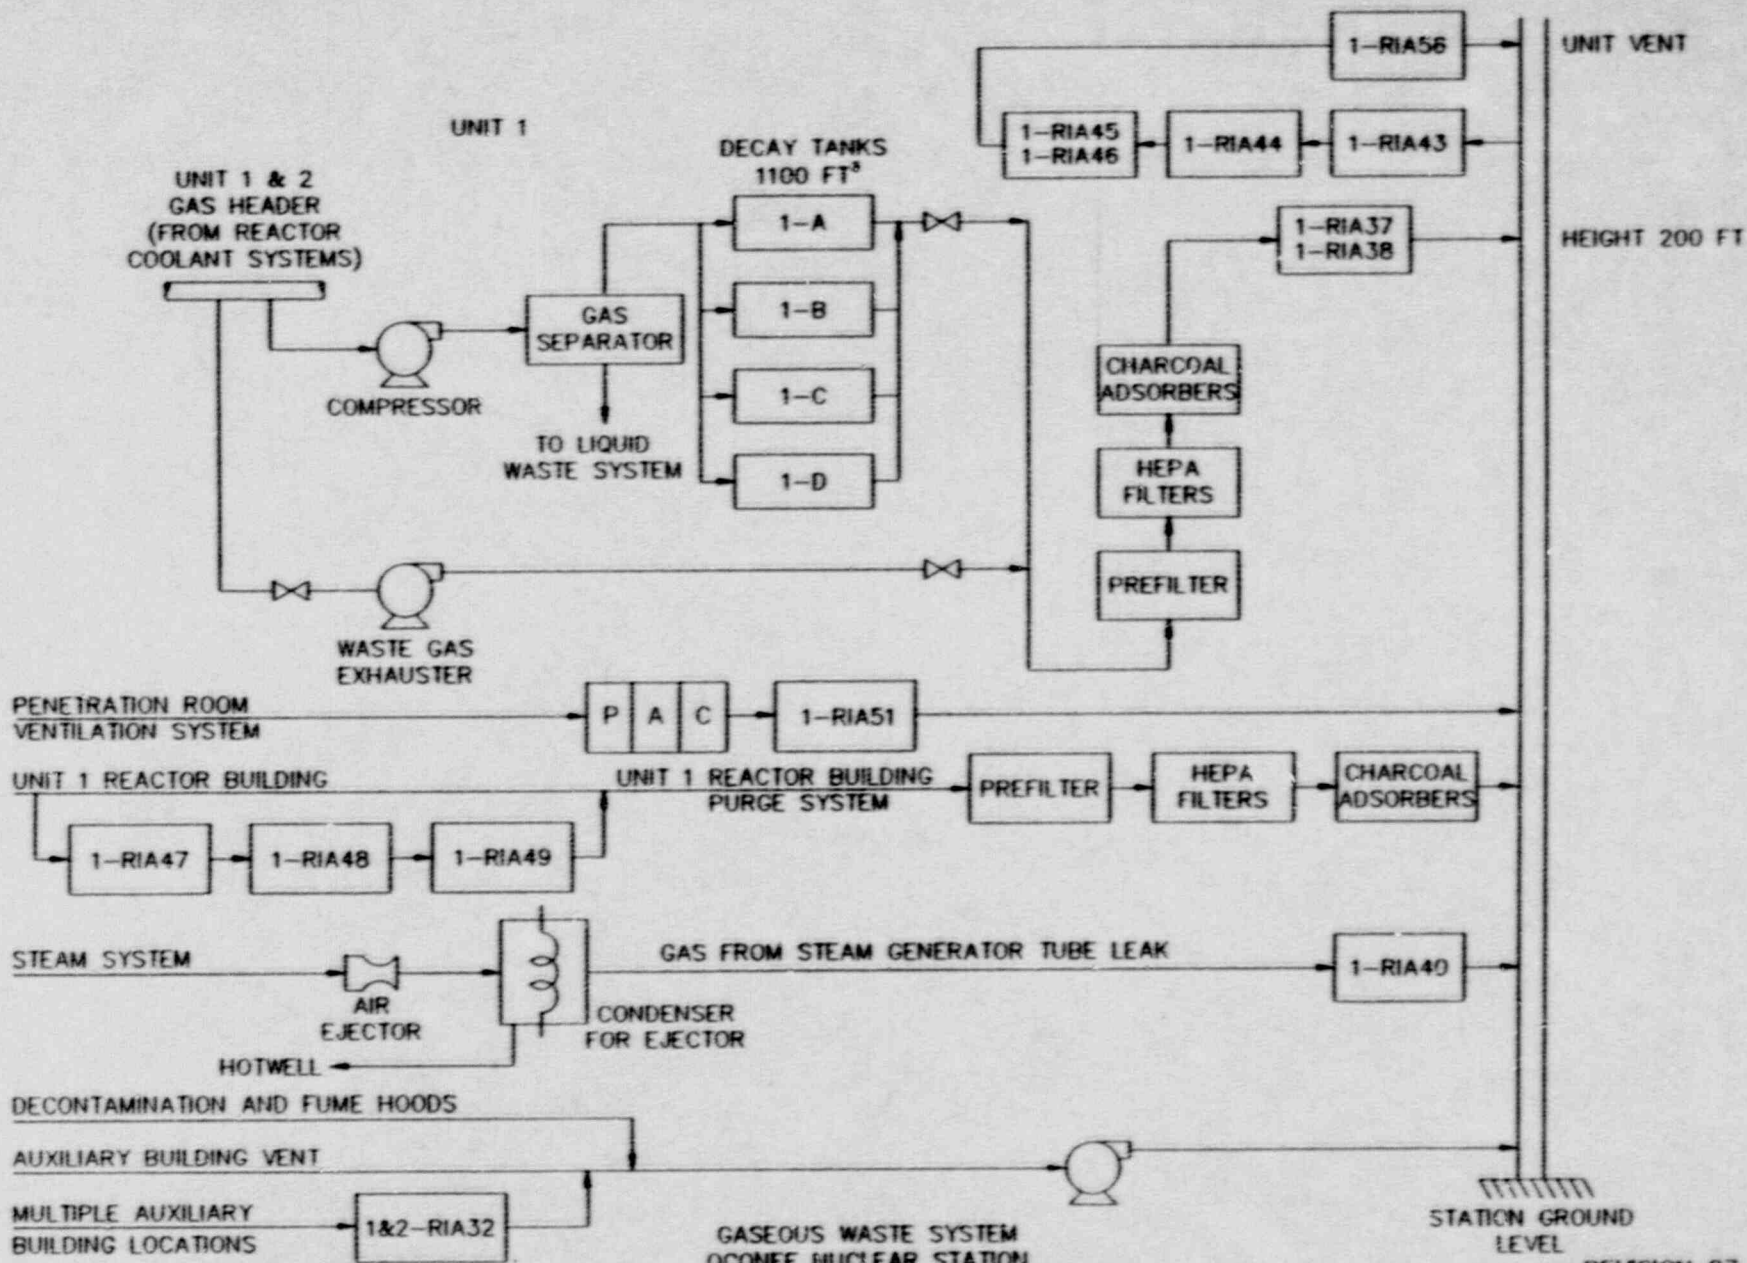 UNIT 1
UNIT 1 & 2
GAS HEADER
(FROM REACTOR
COOLANT SYSTEMS)
COMPRESSOR
GAS
SEPARATOR
TO LIQUID
WASTE SYSTEM
DECAY TANKS
1100 FT³
1-A
1-B
1-C
1-D
WASTE GAS
EXHAUSTER
1-RIA56
UNIT VENT
1-RIA45
1-RIA46
1-RIA44
1-RIA43
1-RIA37
1-RIA38
HEIGHT 200 FT
CHARCOAL
ADSORBERS
HEPA
FILTERS
PREFILTER
PENETRATION ROOM
VENTILATION SYSTEM
P A C
1-RIA51
UNIT 1 REACTOR BUILDING
UNIT 1 REACTOR BUILDING
PURGE SYSTEM
PREFILTER
HEPA
FILTERS
CHARCOAL
ADSORBERS
1-RIA47
1-RIA48
1-RIA49
STEAM SYSTEM
AIR
EJECTOR
CONDENSER
FOR EJECTOR
HOTWELL
GAS FROM STEAM GENERATOR TUBE LEAK
1-RIA40
DECONTAMINATION AND FUME HOODS
AUXILIARY BUILDING VENT
MULTIPLE AUXILIARY
BUILDING LOCATIONS
1&2-RIA32
STATION GROUND
LEVEL
GASEOUS WASTE SYSTEM
OCONEE NUCLEAR STATION
REVISION